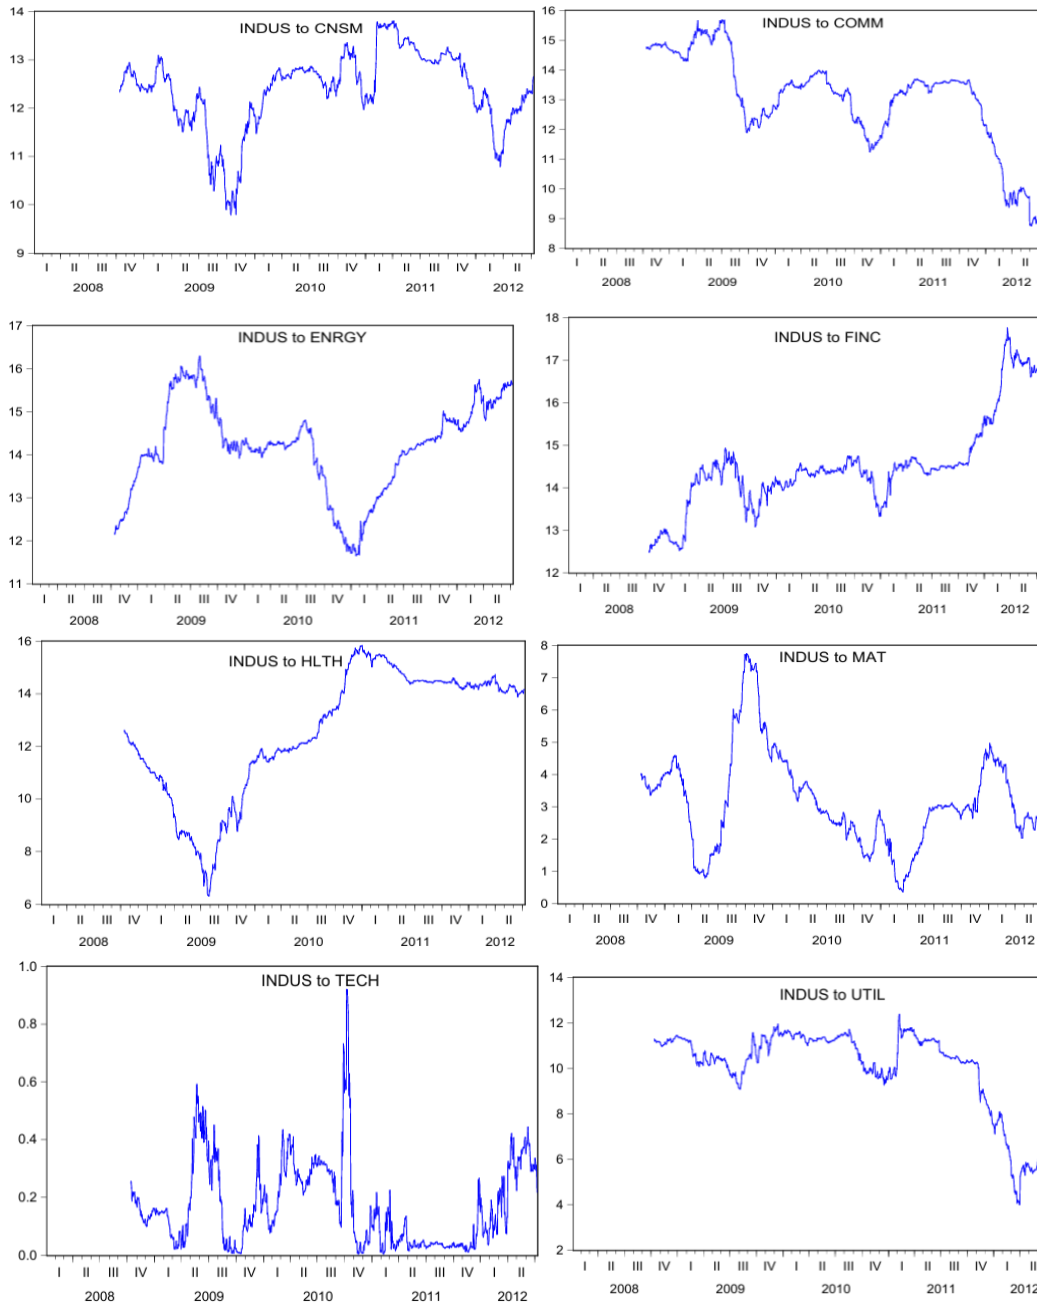 INDUS to CNSM
14
13
12
11
10
9
I II III IV I II III IV I II III IV I II III IV I II
2008 2009 2010 2011 2012
INDUS to COMM
16
15
14
13
12
11
10
9
8
I II III IV I II III IV I II III IV I II III IV I II
2008 2009 2010 2011 2012
INDUS to ENRGY
17
16
15
14
13
12
11
I II III IV I II III IV I II III IV I II III IV I II
2008 2009 2010 2011 2012
INDUS to FINC
18
17
16
15
14
13
12
I II III IV I II III IV I II III IV I II III IV I II
2008 2009 2010 2011 2012
INDUS to HLTH
16
14
12
10
8
6
I II III IV I II III IV I II III IV I II III IV I II
2008 2009 2010 2011 2012
INDUS to MAT
8
7
6
5
4
3
2
1
0
I II III IV I II III IV I II III IV I II III IV I II
2008 2009 2010 2011 2012
INDUS to TECH
1.0
0.8
0.6
0.4
0.2
0.0
I II III IV I II III IV I II III IV I II III IV I II
2008 2009 2010 2011 2012
INDUS to UTIL
14
12
10
8
6
4
2
I II III IV I II III IV I II III IV I II III IV I II
2008 2009 2010 2011 2012